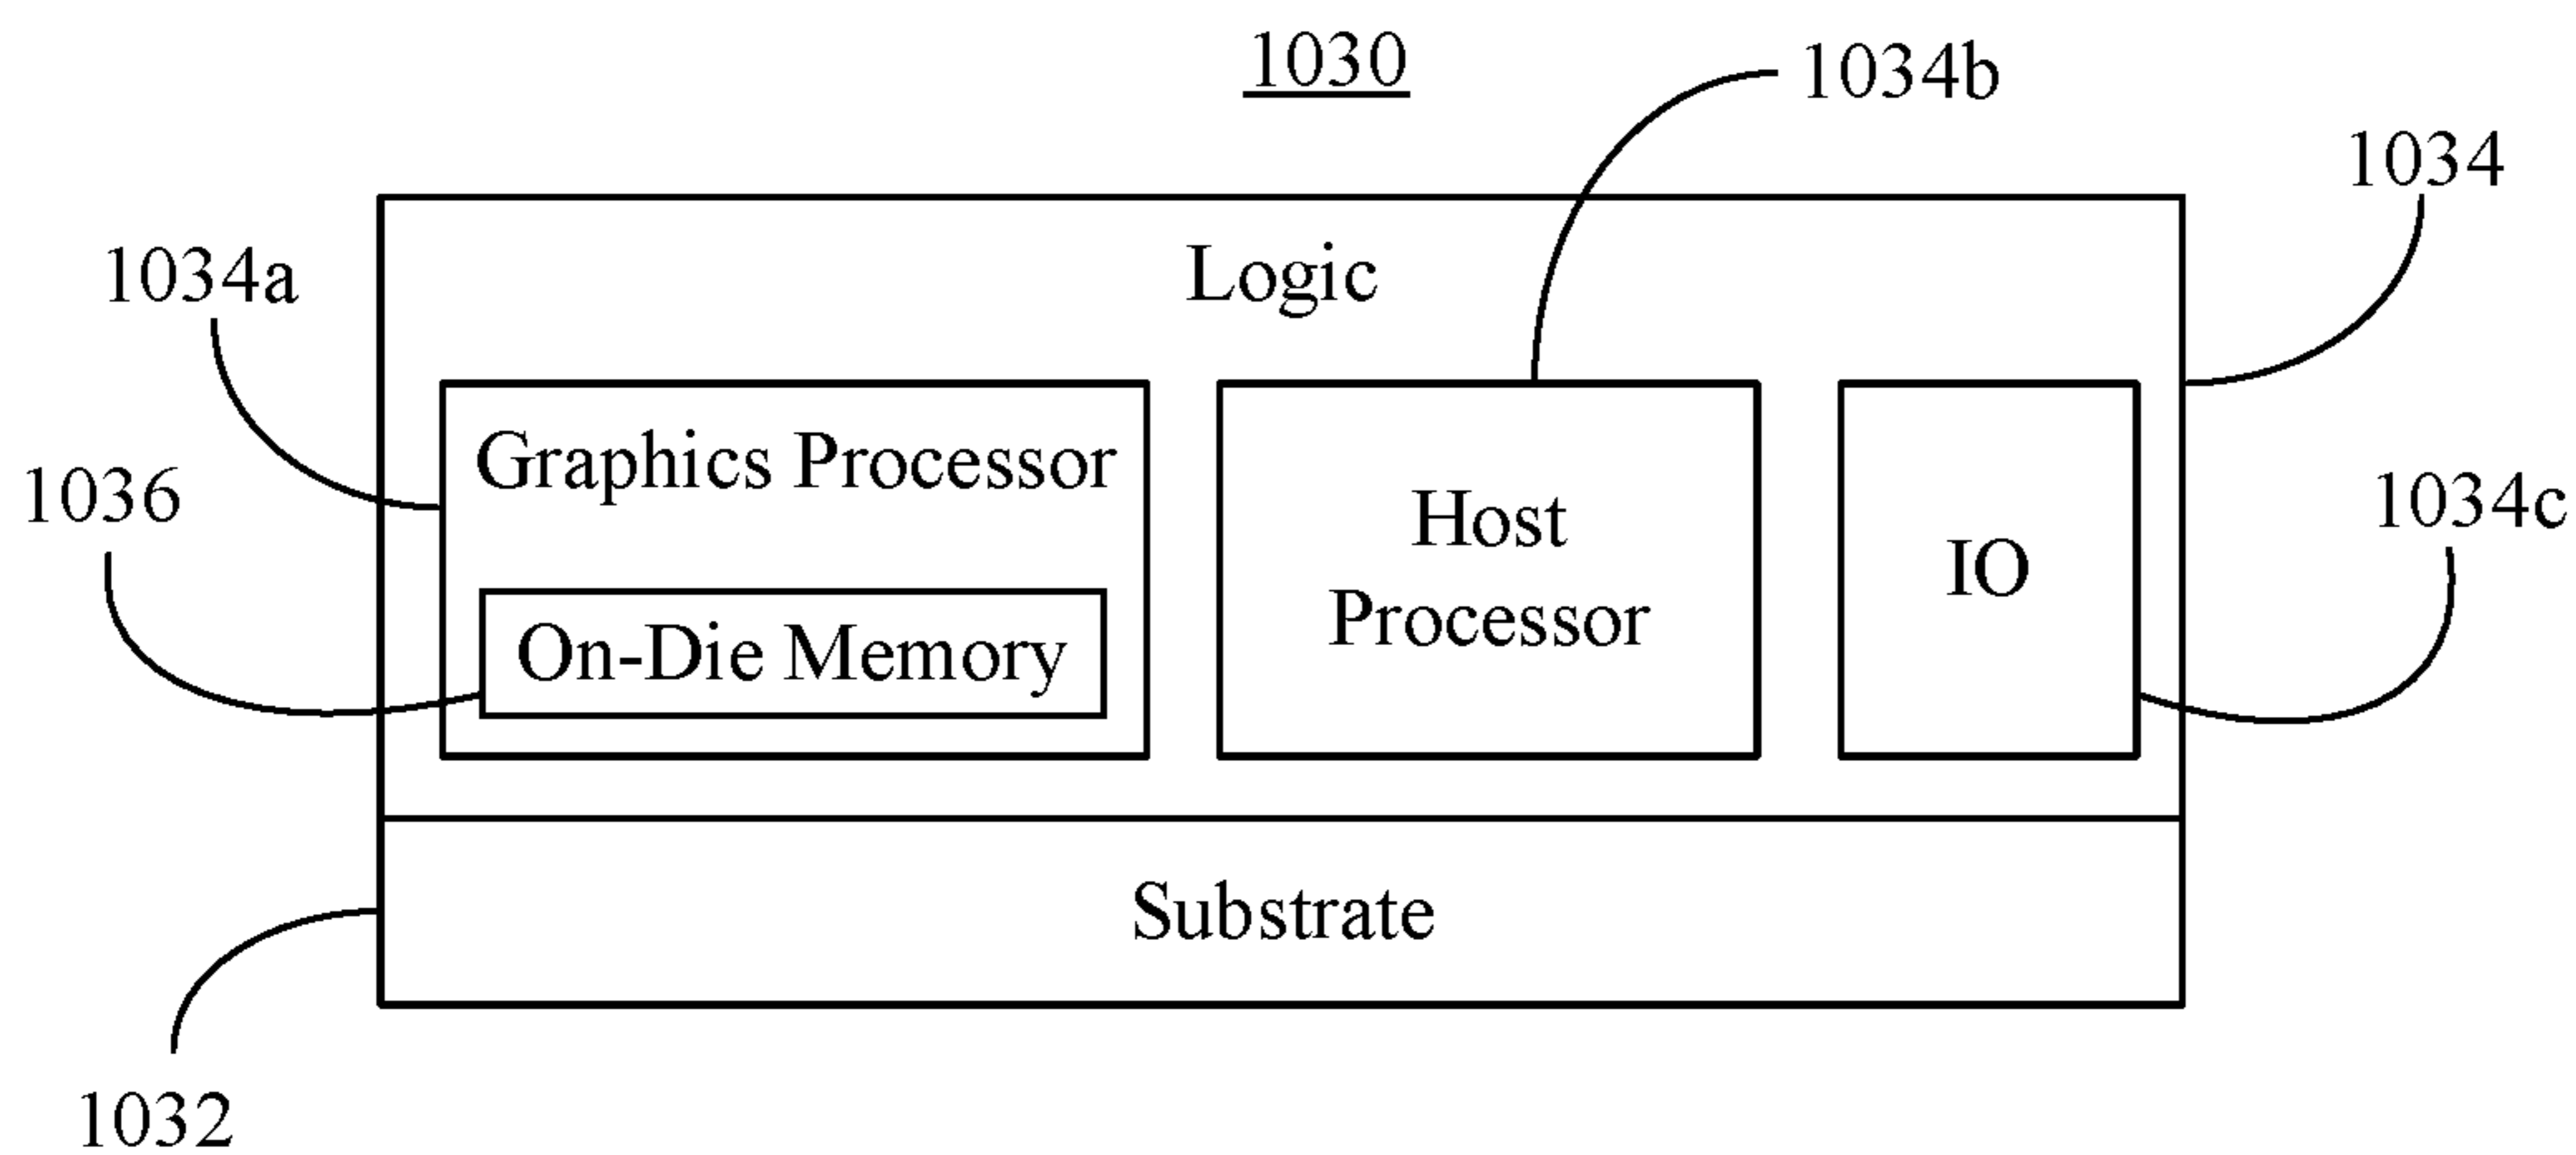 1030
1034b
1034
Logic
1034a
Graphics Processor
1036
Host
Processor
1034c
IO
On-Die Memory
Substrate
1032